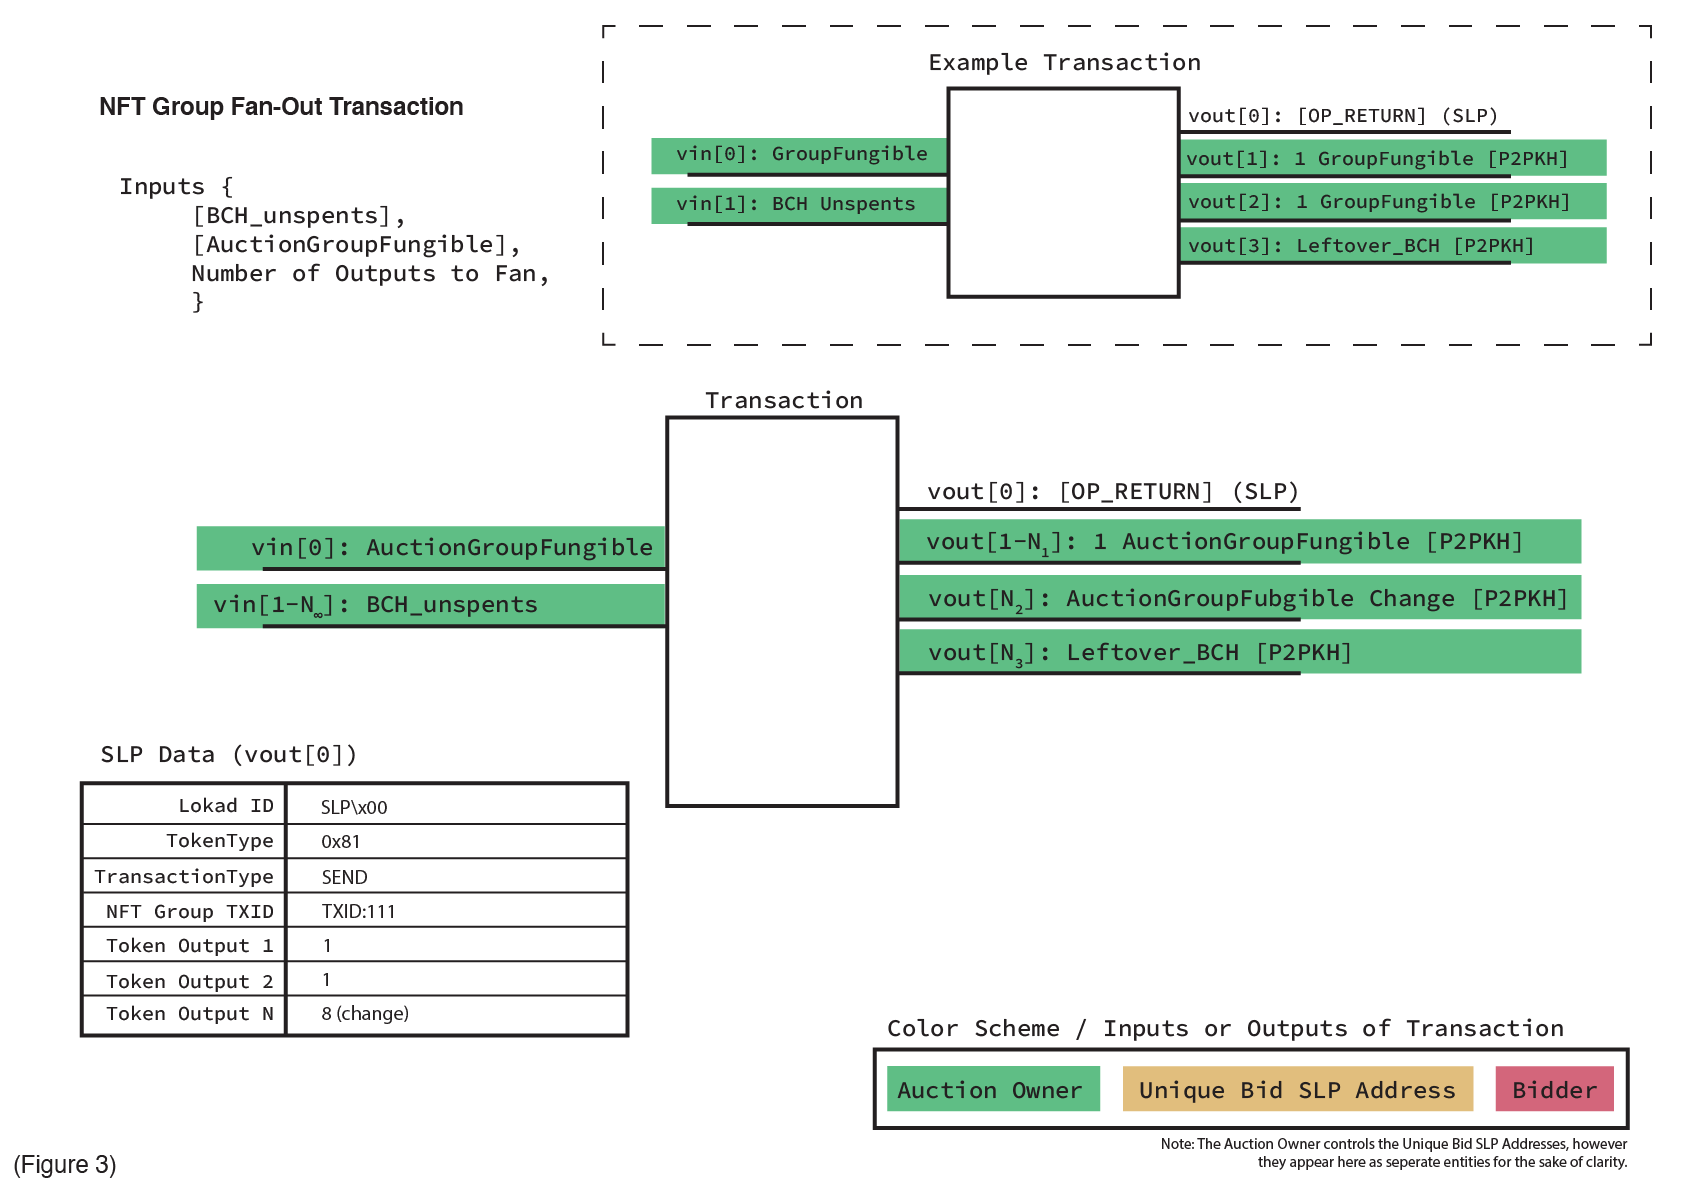 NFT Group Fan-Out Transaction
Inputs {
[BCH_unspents],
[AuctionGroupFungible],
Number of Outputs to Fan,
}
Example Transaction
vin[0]: GroupFungible
vin[1]: BCH Unspents
vout[0]: [OP_RETURN] (SLP)
vout[1]: 1 GroupFungible [P2PKH]
vout[2]: 1 GroupFungible [P2PKH]
vout[3]: Leftover_BCH [P2PKH]
Transaction
vin[0]: AuctionGroupFungible
vin[1-N∞]: BCH_unspents
vout[0]: [OP_RETURN] (SLP)
vout[1-N₁]: 1 AuctionGroupFungible [P2PKH]
vout[N₂]: AuctionGroupFubgible Change [P2PKH]
vout[N₃]: Leftover_BCH [P2PKH]
SLP Data (vout[0])
Lokad ID SLP\x00
TokenType 0x81
TransactionType SEND
NFT Group TXID TXID:111
Token Output 1 1
Token Output 2 1
Token Output N 8 (change)
Color Scheme / Inputs or Outputs of Transaction
Auction Owner Unique Bid SLP Address Bidder
Note: The Auction Owner controls the Unique Bid SLP Addresses, however
they appear here as seperate entities for the sake of clarity.
(Figure 3)